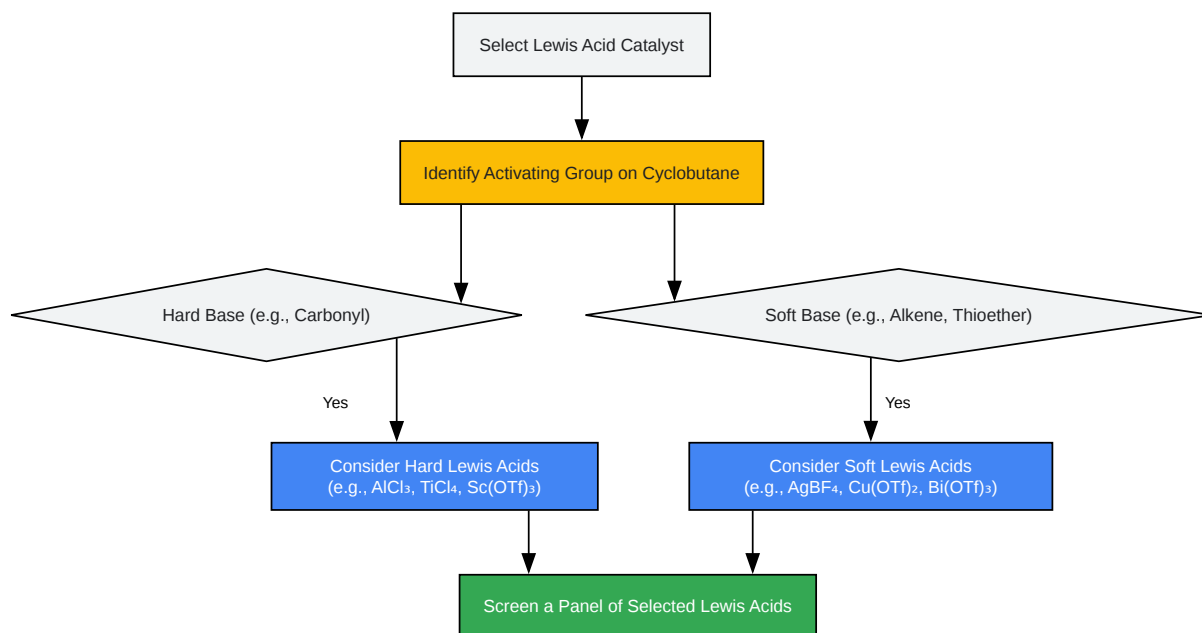 Select Lewis Acid Catalyst
Identify Activating Group on Cyclobutane
Hard Base (e.g., Carbonyl)
Soft Base (e.g., Alkene, Thioether)
Yes
Yes
Consider Hard Lewis Acids
(e.g., AlCl₃, TiCl₄, Sc(OTf)₃)
Consider Soft Lewis Acids
(e.g., AgBF₄, Cu(OTf)₂, Bi(OTf)₃)
Screen a Panel of Selected Lewis Acids